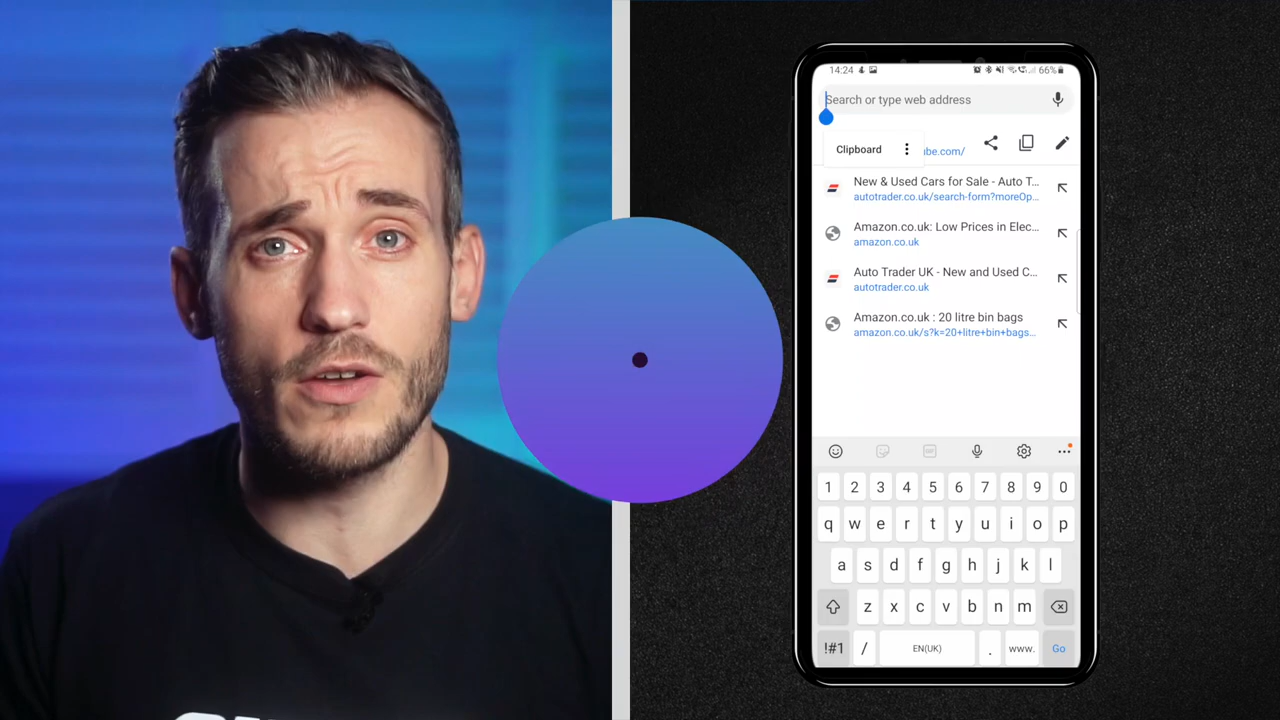 14:24
66%
Search or type web address
Clipboard
ube.com/
New & Used Cars for Sale - Auto T...
autotrader.co.uk/search-form?moreOp...
Amazon.co.uk: Low Prices in Elec...
amazon.co.uk
Auto Trader UK - New and Used C...
autotrader.co.uk
Amazon.co.uk : 20 litre bin bags
amazon.co.uk/s?k=20+litre+bin+bags...
GIF
1 2 3 4 5 6 7 8 9 0
q w e r t y u i o p
a s d f g h j k l
z x c v b n m
!#1 / EN(UK) . www. Go